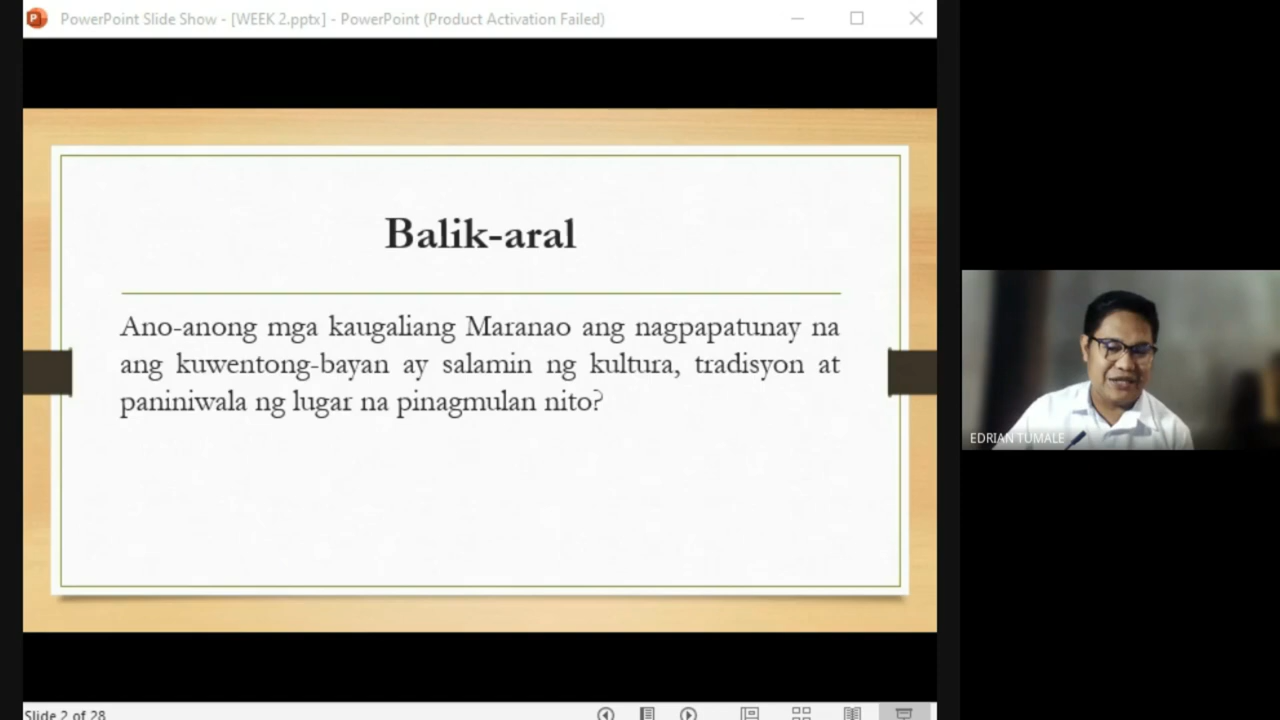 PowerPoint Slide Show - [WEEK 2.pptx] - PowerPoint (Product Activation Failed)
Balik-aral
Ano-anong mga kaugaliang Maranao ang nagpapatunay na
ang kuwentong-bayan ay salamin ng kultura, tradisyon at
paniniwala ng lugar na pinagmulan nito?
EDRIAN TUMALE
Slide 2 of 28